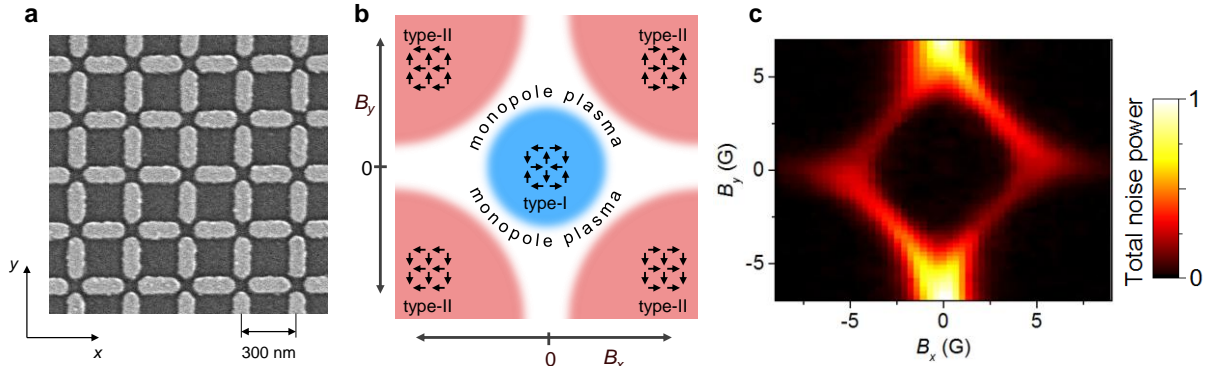 a
y
x
300 nm
b
type-II
type-II
B_y
0
monopole plasma
type-I
monopole plasma
type-II
type-II
0
B_x
c
5
0
-5
B_y (G)
-5
0
5
B_x (G)
Total noise power
1
0